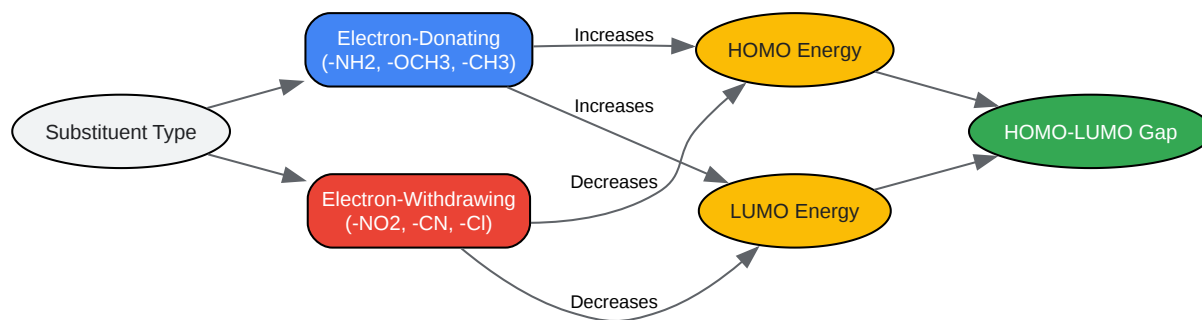 Substituent Type
Electron-Donating
(-NH2, -OCH3, -CH3)
Electron-Withdrawing
(-NO2, -CN, -Cl)
Increases
Increases
Decreases
Decreases
HOMO Energy
LUMO Energy
HOMO-LUMO Gap